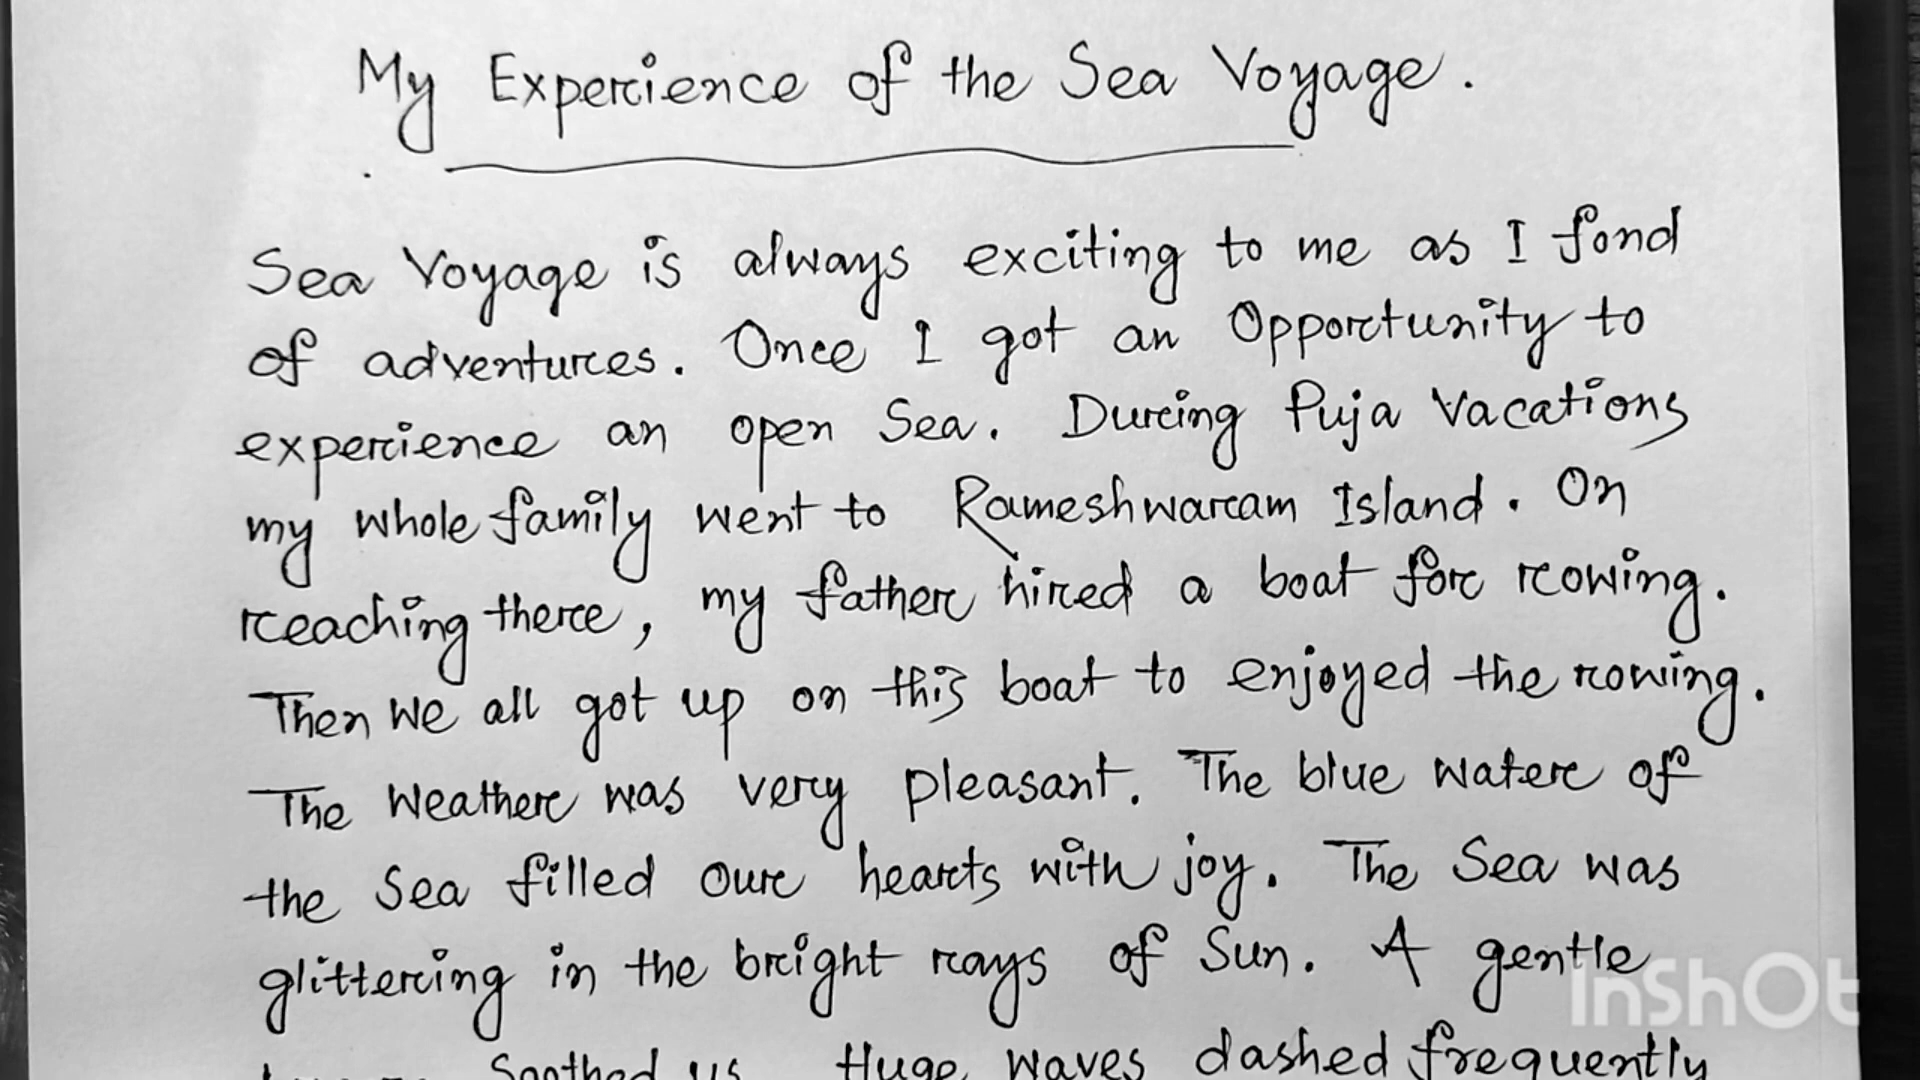 My Experience of the Sea Voyage.
Sea Voyage is always exciting to me as I fond
of adventures. Once I got an Opportunity to
experience an open Sea. During Puja Vacations
my whole family went to Rameshwaram Island. On
reaching there, my father hired a boat for rowing.
Then we all got up on this boat to enjoyed the rowing.
The Weather was very pleasant. The blue water of
the Sea filled our hearts with joy. The Sea was
glittering in the bright rays of Sun. A gentle
Soothed us. Huge waves dashed frequently
InShOt